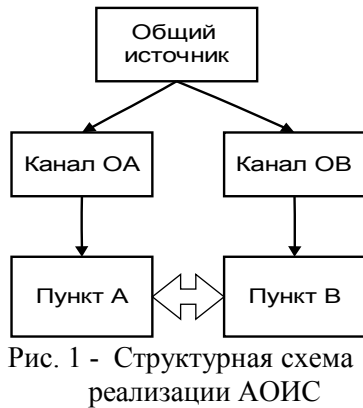 Общий
источник
Канал ОА
Канал ОВ
Пункт А
Пункт В
Рис. 1 - Структурная схема
реализации АОИС